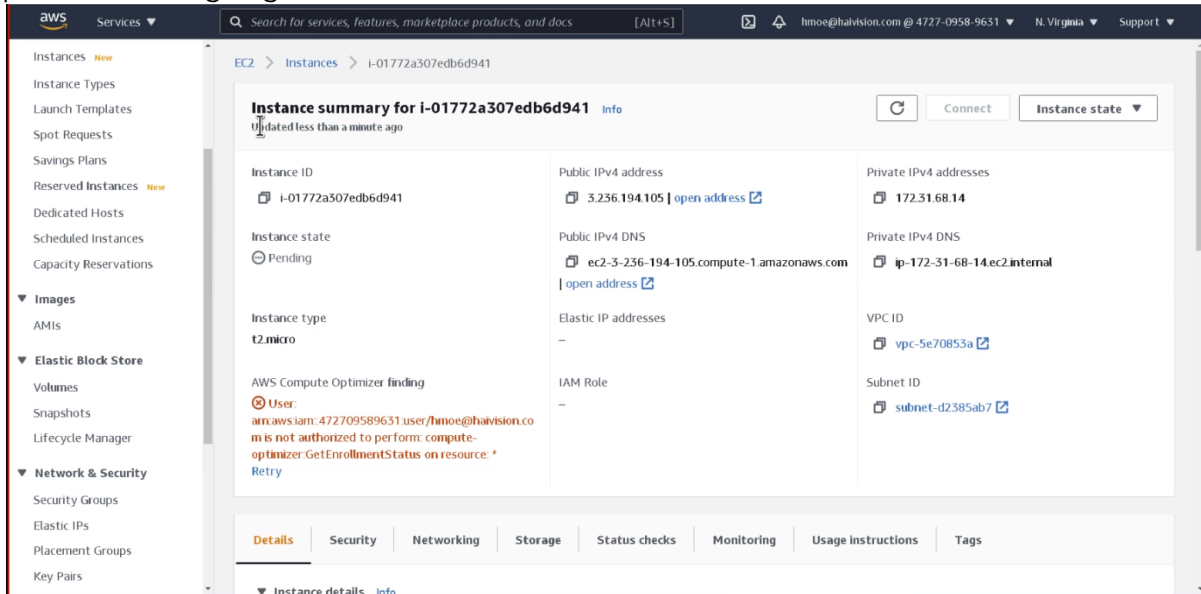 aws
Services ▼
Search for services, features, marketplace products, and docs [Alt+S]
hmoe@haivision.com @ 4727-0958-9631 ▼
N. Virginia ▼
Support ▼
Instances New
Instance Types
Launch Templates
Spot Requests
Savings Plans
Reserved Instances New
Dedicated Hosts
Scheduled Instances
Capacity Reservations
▼ Images
AMIs
▼ Elastic Block Store
Volumes
Snapshots
Lifecycle Manager
▼ Network & Security
Security Groups
Elastic IPs
Placement Groups
Key Pairs
EC2 > Instances > i-01772a307edb6d941
Instance summary for i-01772a307edb6d941 Info
Updated less than a minute ago
Connect
Instance state ▼
Instance ID
i-01772a307edb6d941
Public IPv4 address
3.236.194.105 | open address
Private IPv4 addresses
172.31.68.14
Instance state
Pending
Public IPv4 DNS
ec2-3-236-194-105.compute-1.amazonaws.com
| open address
Private IPv4 DNS
ip-172-31-68-14.ec2.internal
Instance type
t2.micro
Elastic IP addresses
–
VPC ID
vpc-5e70853a
AWS Compute Optimizer finding
User:
arn:aws:iam::472709589631:user/hmoe@haivision.co
m is not authorized to perform: compute-
optimizer:GetEnrollmentStatus on resource: *
Retry
IAM Role
–
Subnet ID
subnet-d2385ab7
Details
Security
Networking
Storage
Status checks
Monitoring
Usage instructions
Tags
▼ Instance details Info